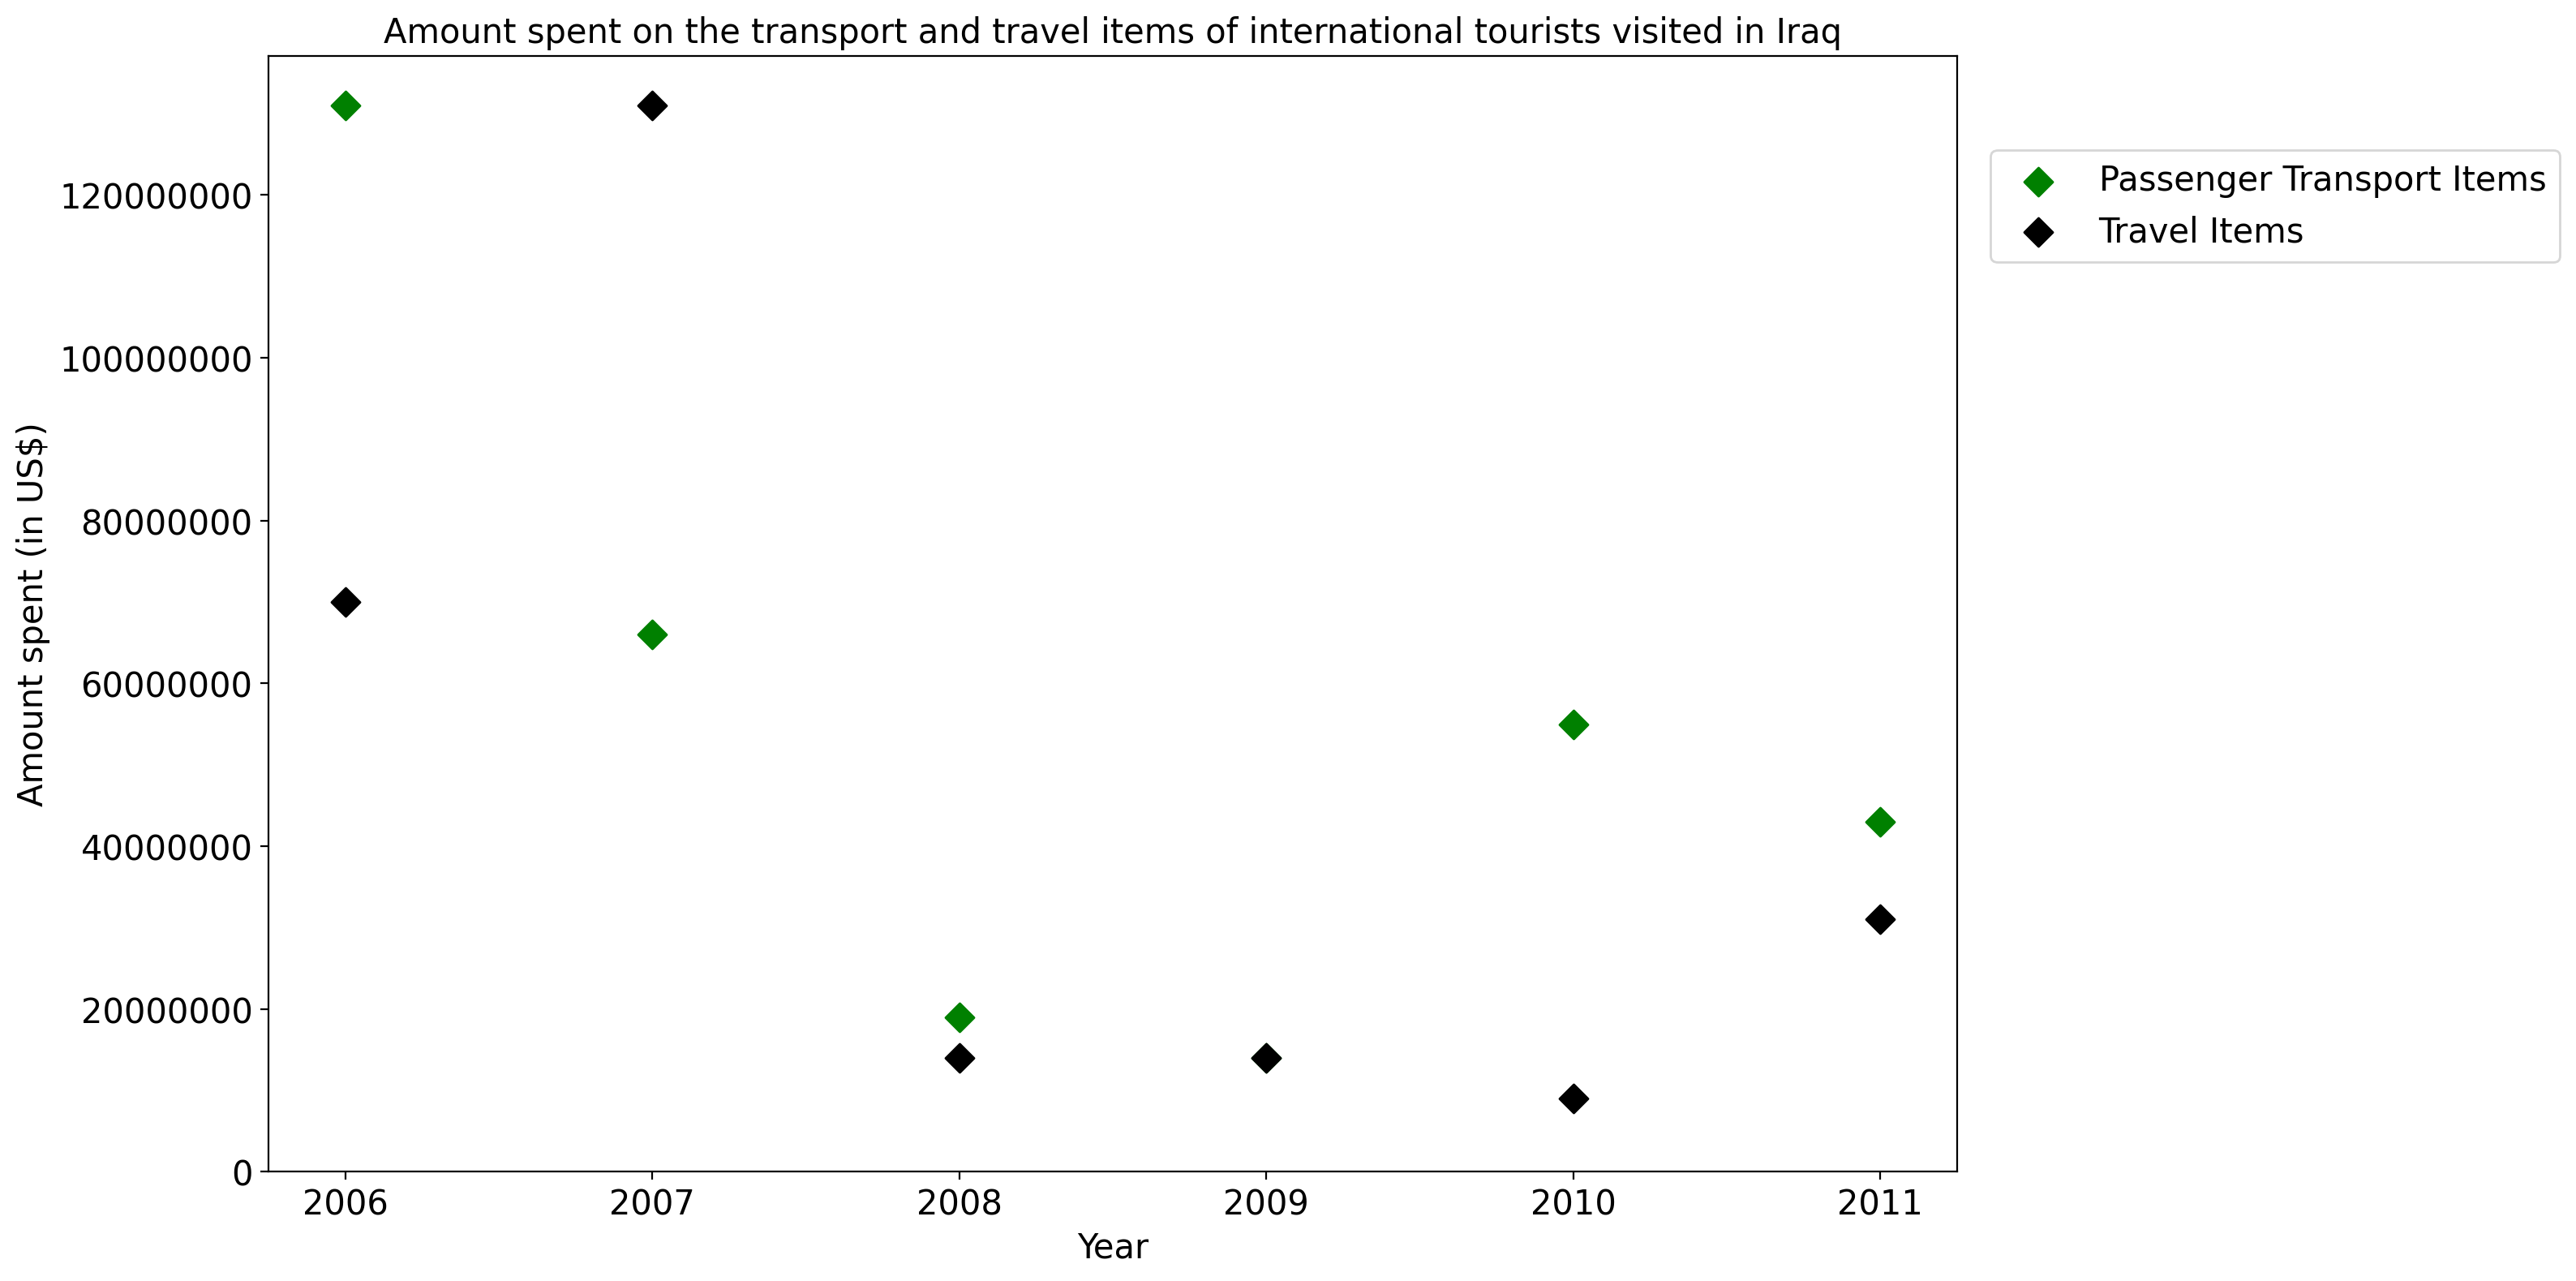 Amount spent on the transport and travel items of international tourists visited in Iraq
Passenger Transport Items
Travel Items
Amount spent (in US$)
120000000
100000000
80000000
60000000
40000000
20000000
0
2006 2007 2008 2009 2010 2011
Year